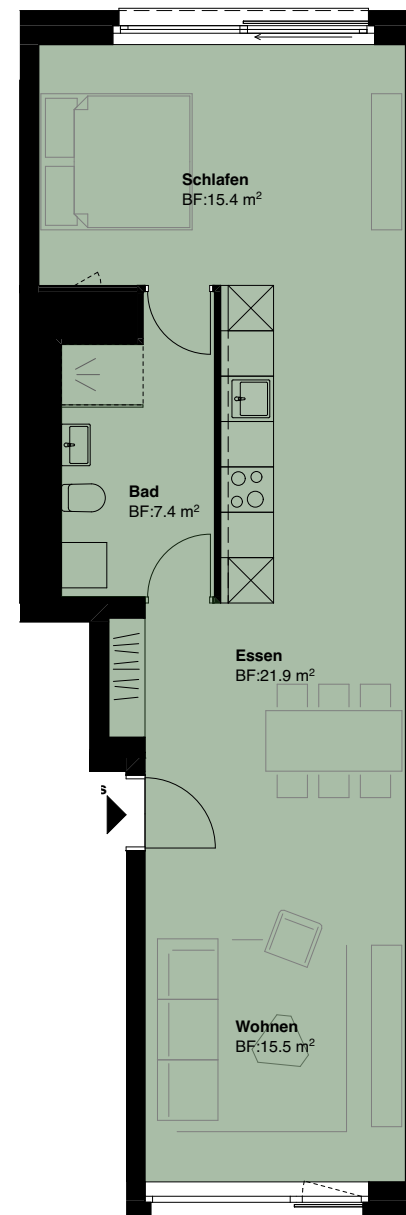 Schlafen
BF:15.4 m²
Bad
BF:7.4 m²
Essen
BF:21.9 m²
s
Wohnen
BF:15.5 m²